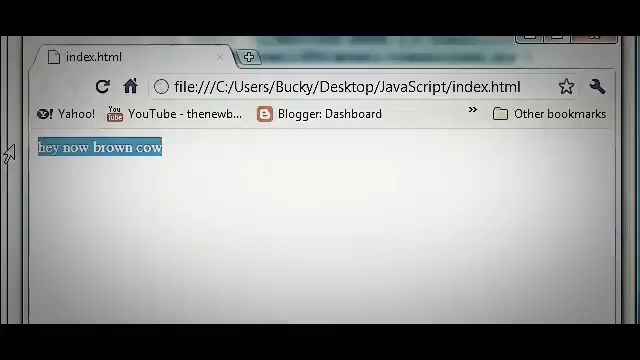 index.html
file:///C:/Users/Bucky/Desktop/JavaScript/index.html
Yahoo! YouTube - thenewb... Blogger: Dashboard » Other bookmarks
hey now brown cow